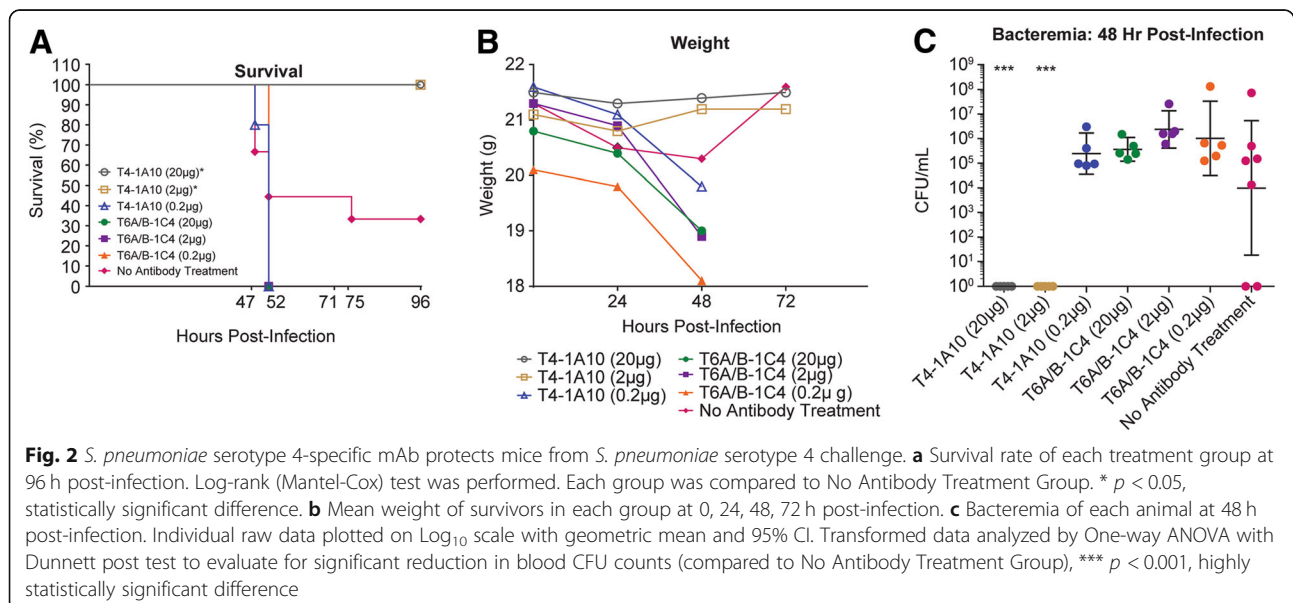 A
Survival
110
100
90
80
70
60
50
40
30
20
10
0
Survival (%)
T4-1A10 (20μg)*
T4-1A10 (2μg)*
T4-1A10 (0.2μg)
T6A/B-1C4 (20μg)
T6A/B-1C4 (2μg)
T6A/B-1C4 (0.2μg)
No Antibody Treatment
47 52 71 75 96
Hours Post-Infection
B
Weight
22
21
20
19
18
Weight (g)
24 48 72
Hours Post-Infection
T4-1A10 (20μg)
T4-1A10 (2μg)
T4-1A10 (0.2μg)
T6A/B-1C4 (20μg)
T6A/B-1C4 (2μg)
T6A/B-1C4 (0.2μ g)
No Antibody Treatment
C
Bacteremia: 48 Hr Post-Infection
*** ***
10⁹
10⁸
10⁷
10⁶
10⁵
10⁴
10³
10²
10¹
10⁰
CFU/mL
T4-1A10 (20μg)
T4-1A10 (2μg)
T4-1A10 (0.2μg)
T6A/B-1C4 (20μg)
T6A/B-1C4 (2μg)
T6A/B-1C4 (0.2μg)
No Antibody Treatment
Fig. 2 S. pneumoniae serotype 4-specific mAb protects mice from S. pneumoniae serotype 4 challenge. a Survival rate of each treatment group at
96 h post-infection. Log-rank (Mantel-Cox) test was performed. Each group was compared to No Antibody Treatment Group. * p < 0.05,
statistically significant difference. b Mean weight of survivors in each group at 0, 24, 48, 72 h post-infection. c Bacteremia of each animal at 48 h
post-infection. Individual raw data plotted on Log₁₀ scale with geometric mean and 95% CI. Transformed data analyzed by One-way ANOVA with
Dunnett post test to evaluate for significant reduction in blood CFU counts (compared to No Antibody Treatment Group), *** p < 0.001, highly
statistically significant difference